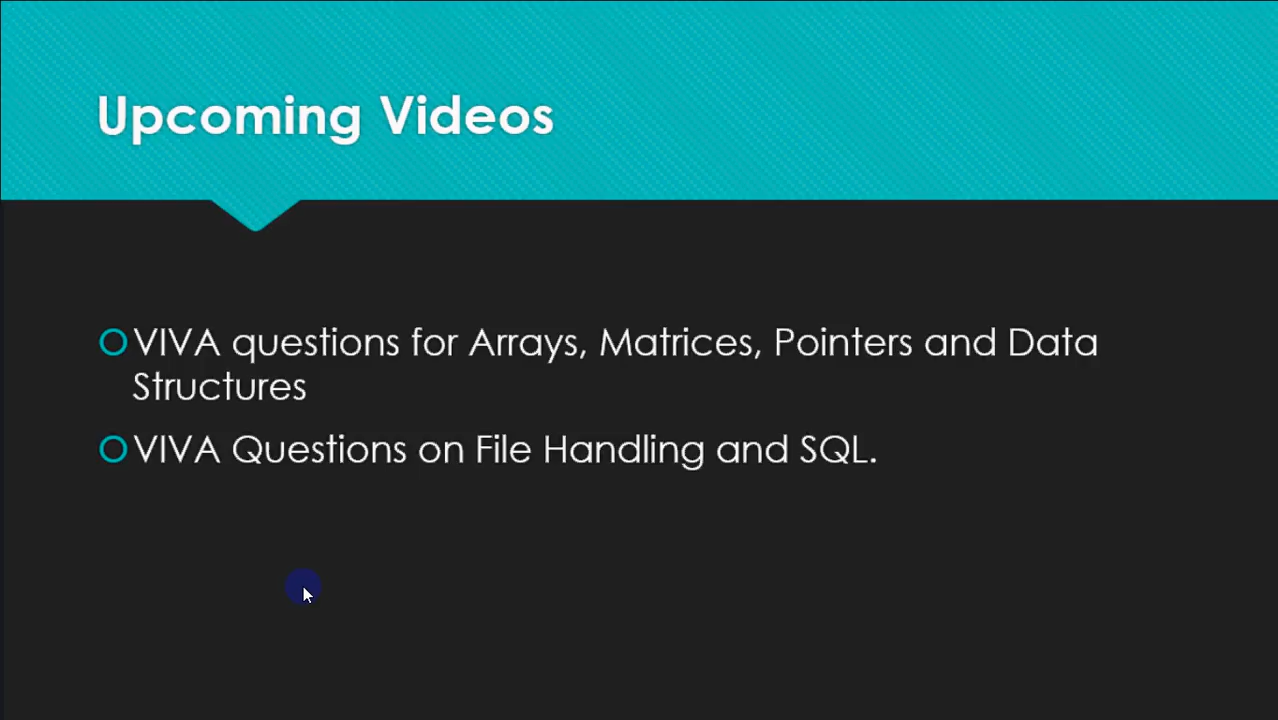 Upcoming Videos
VIVA questions for Arrays, Matrices, Pointers and Data
Structures
VIVA Questions on File Handling and SQL.